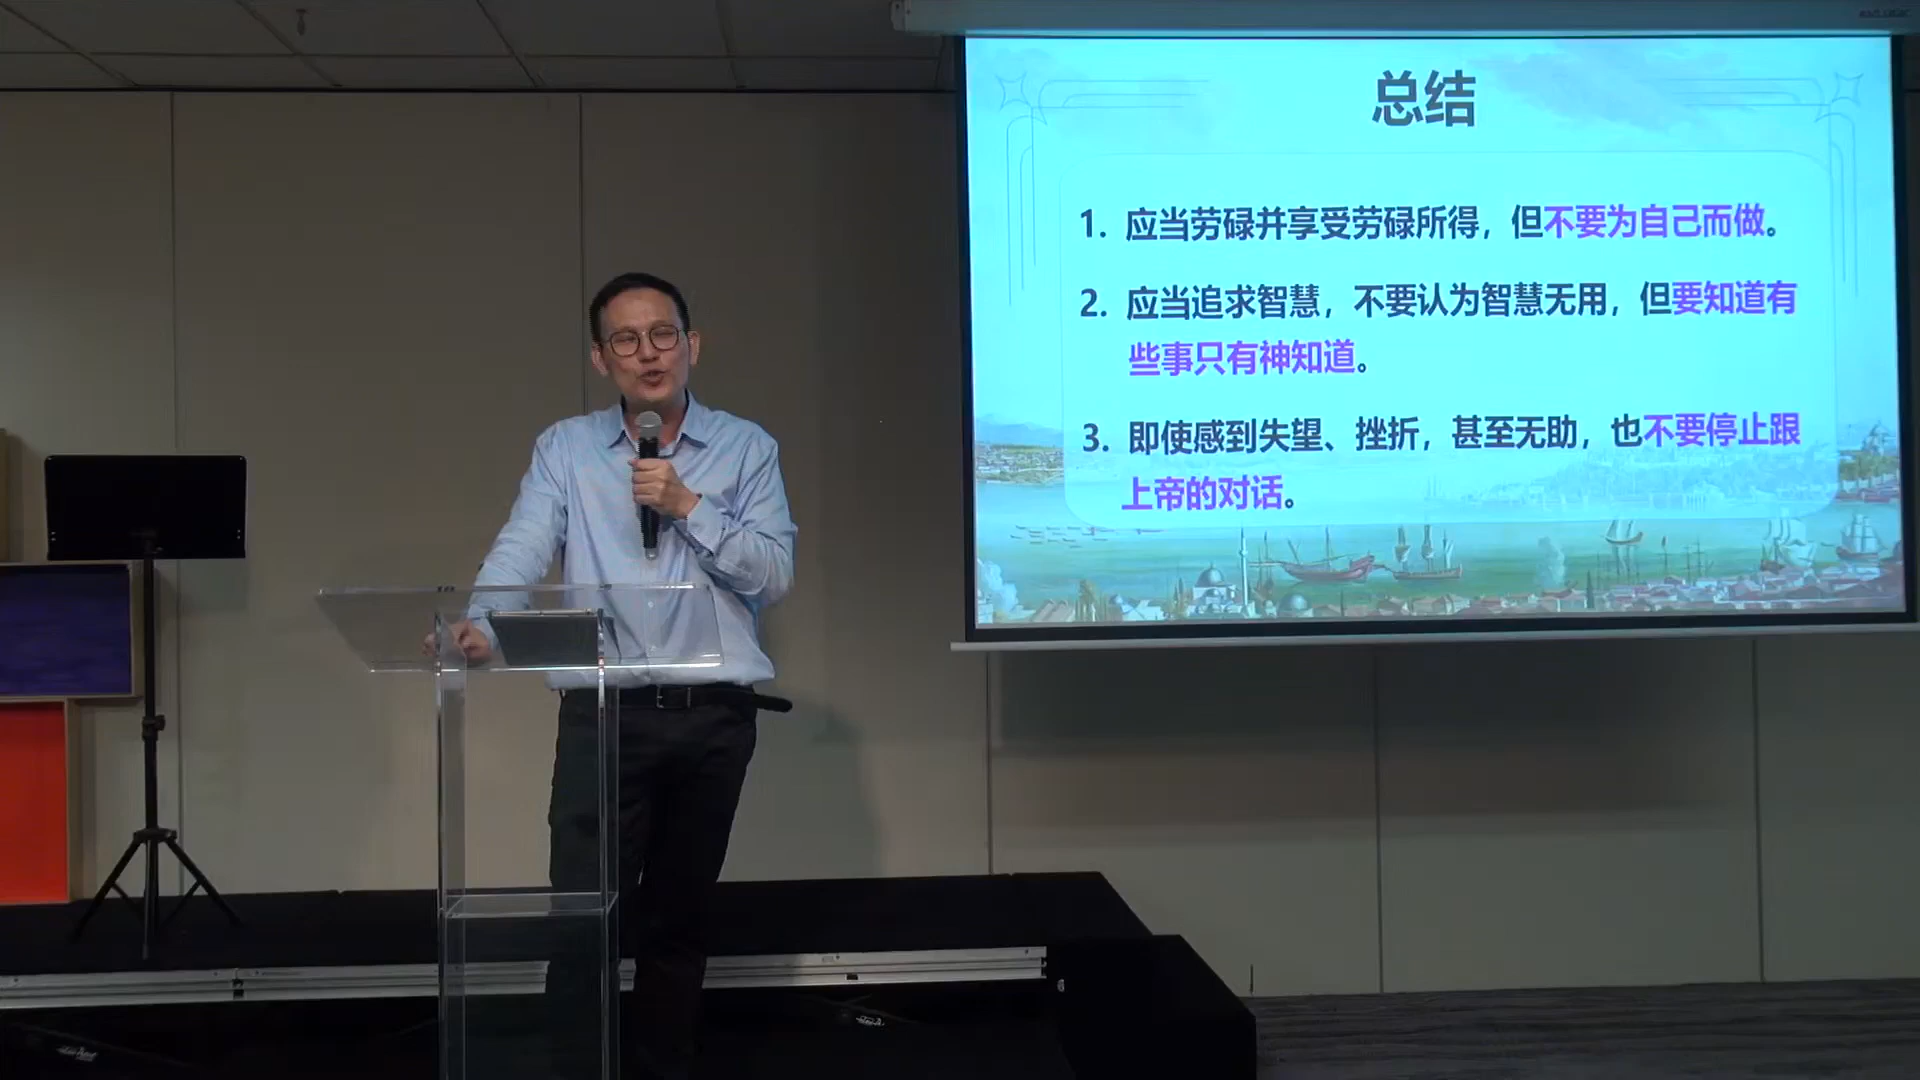 总结
1. 应当劳碌并享受劳碌所得，但不要为自己而做。
2. 应当追求智慧，不要认为智慧无用，但要知道有
些事只有神知道。
3. 即使感到失望、挫折，甚至无助，也不要停止跟
上帝的对话。